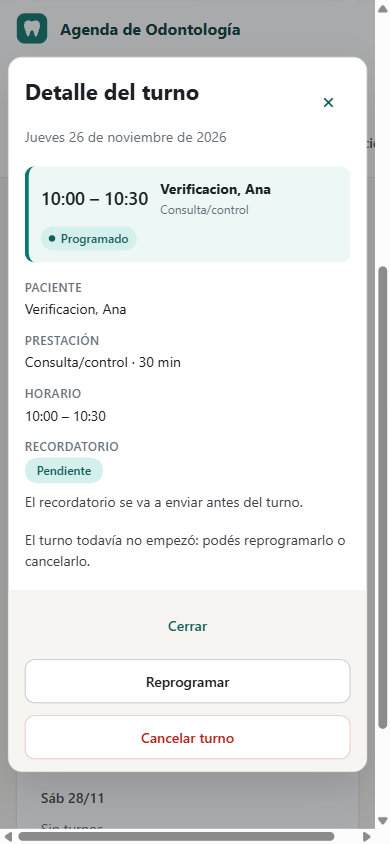 Agenda de Odontología
Detalle del turno
Jueves 26 de noviembre de 2026
10:00 – 10:30
Verificacion, Ana
Consulta/control
Programado
PACIENTE
Verificacion, Ana
PRESTACIÓN
Consulta/control · 30 min
HORARIO
10:00 – 10:30
RECORDATORIO
Pendiente
El recordatorio se va a enviar antes del turno.
El turno todavía no empezó: podés reprogramarlo o
cancelarlo.
Cerrar
Reprogramar
Cancelar turno
Sáb 28/11
Sin turnos